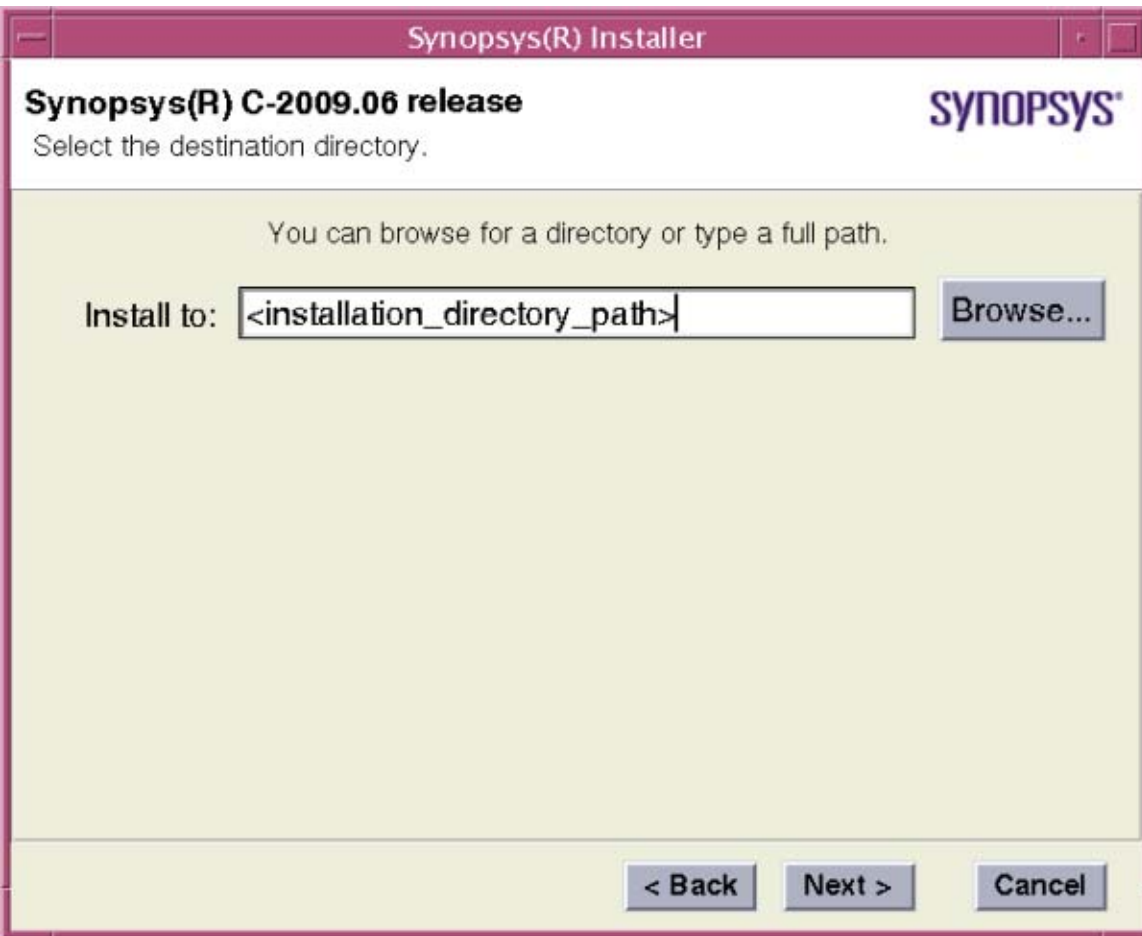 Synopsys(R) Installer
Synopsys(R) C-2009.06 release
SYNOPSYS®
Select the destination directory.
You can browse for a directory or type a full path.
Install to: <installation_directory_path> Browse...
< Back Next > Cancel